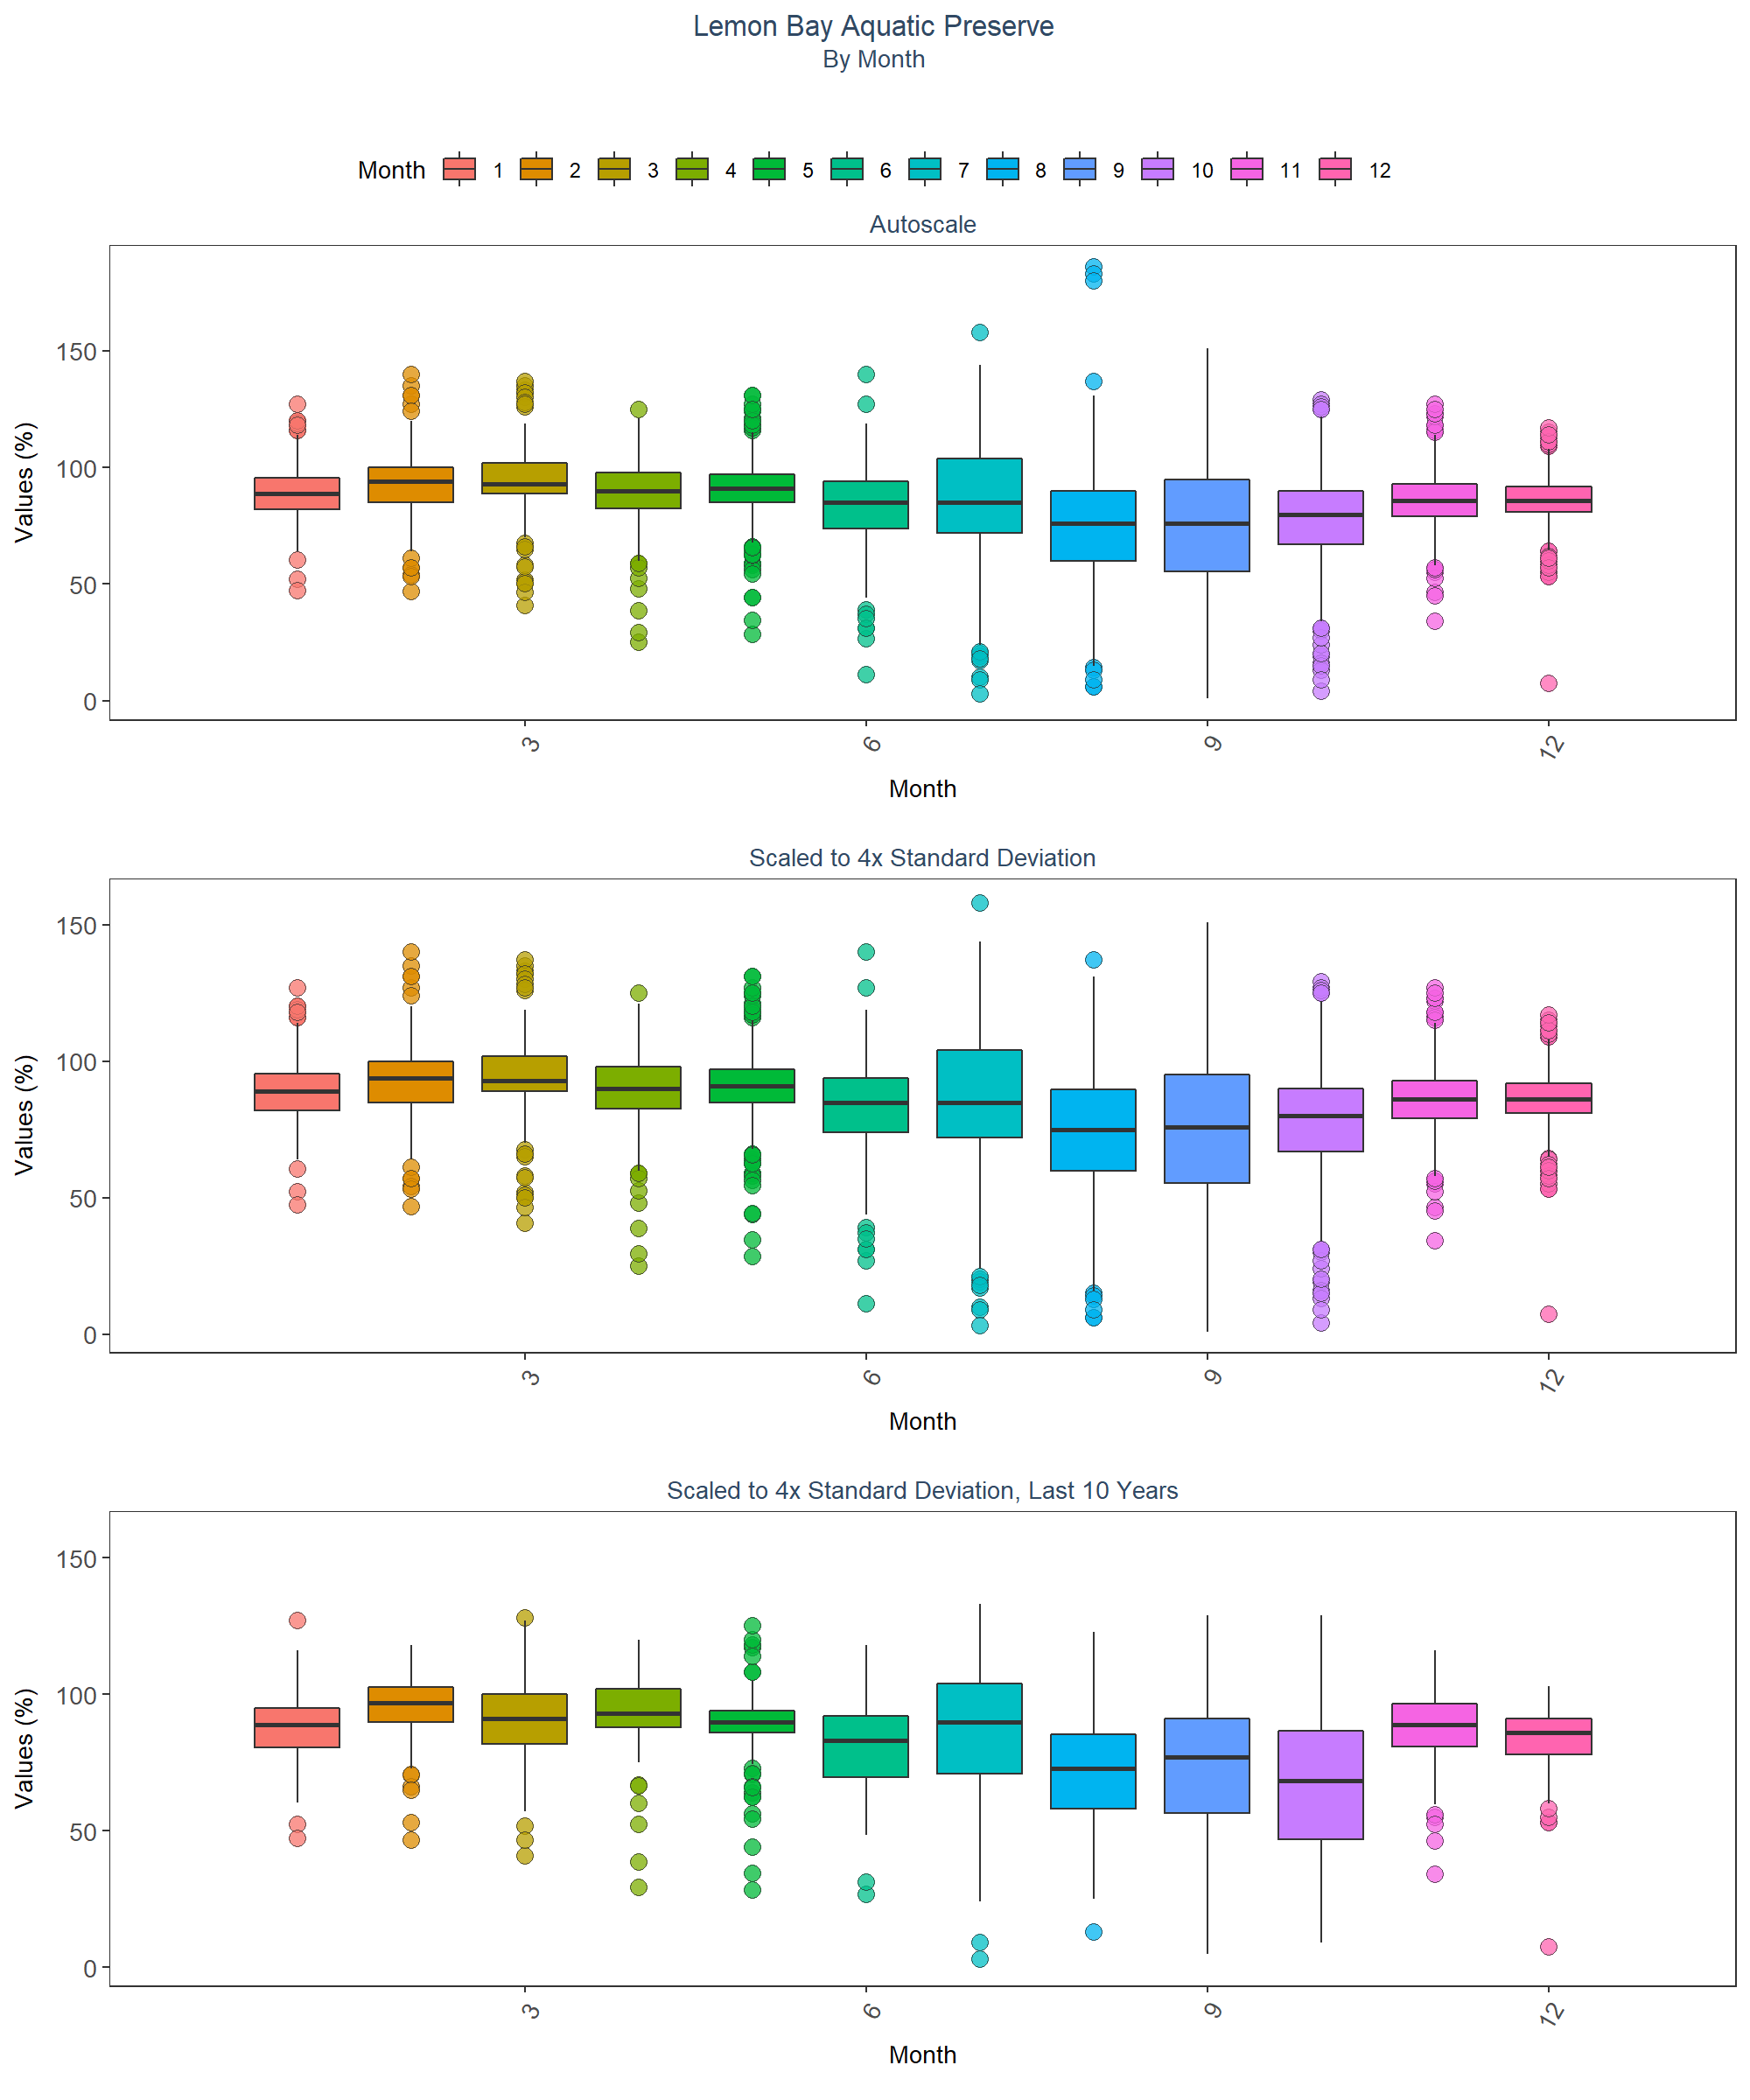 Lemon Bay Aquatic Preserve
By Month
Month 1 2 3 4 5 6 7 8 9 10 11 12
Autoscale
Values (%)
150
100
50
0
3 6 9 12
Month
Scaled to 4x Standard Deviation
Values (%)
150
100
50
0
3 6 9 12
Month
Scaled to 4x Standard Deviation, Last 10 Years
Values (%)
150
100
50
0
3 6 9 12
Month